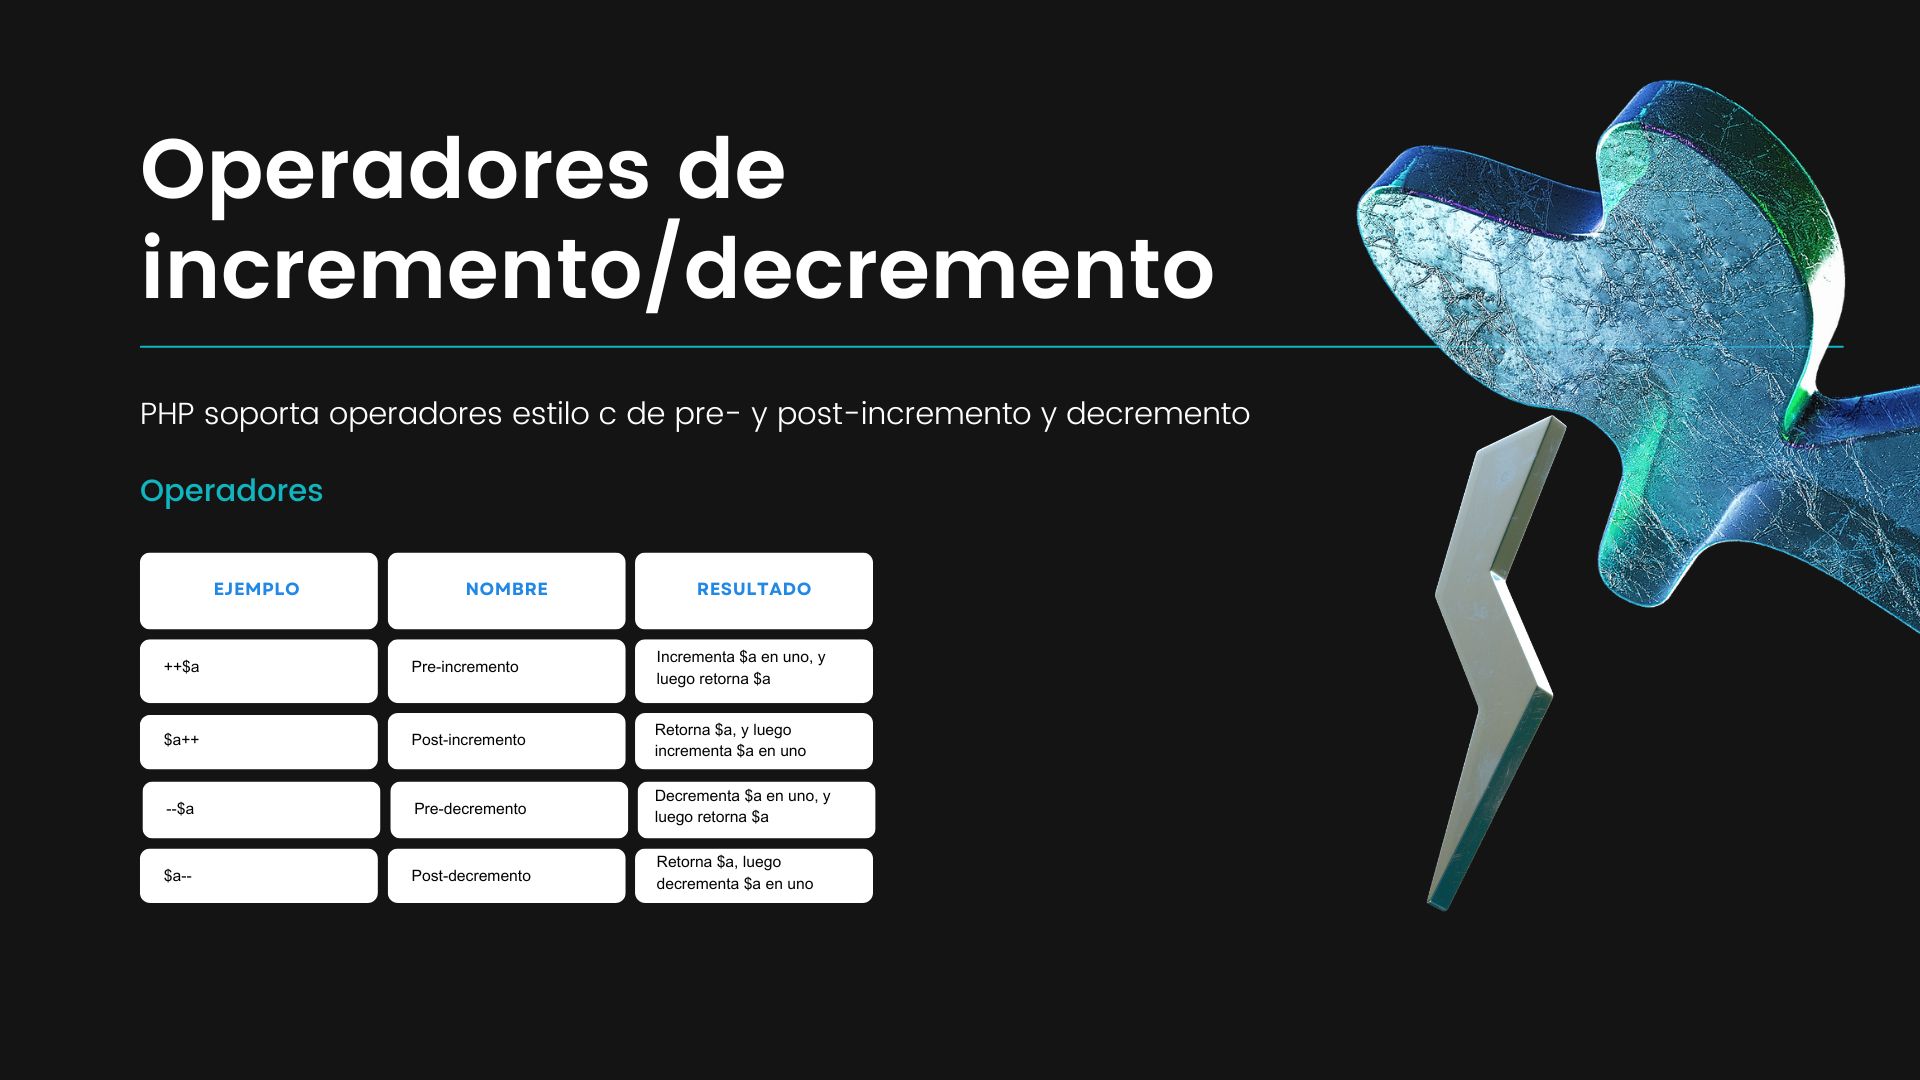 Operadores de
incremento/decremento
PHP soporta operadores estilo c de pre- y post-incremento y decremento
Operadores
EJEMPLO NOMBRE RESULTADO
++$a Pre-incremento Incrementa $a en uno, y
luego retorna $a
$a++ Post-incremento Retorna $a, y luego
incrementa $a en uno
--$a Pre-decremento Decrementa $a en uno, y
luego retorna $a
$a-- Post-decremento Retorna $a, luego
decrementa $a en uno